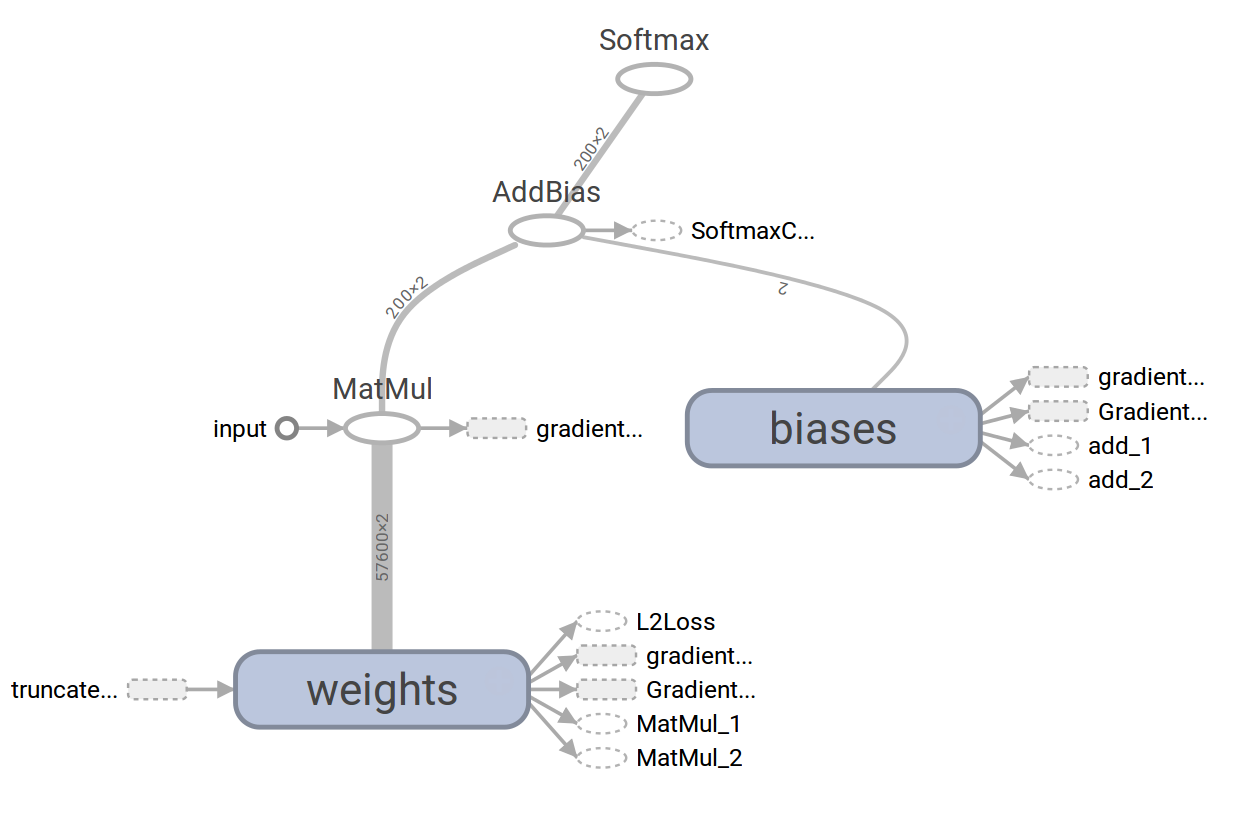 Softmax
200×2
AddBias
SoftmaxC...
200×2
2
MatMul
input
gradient...
biases
gradient...
Gradient...
add_1
add_2
57600×2
truncate...
weights
L2Loss
gradient...
Gradient...
MatMul_1
MatMul_2